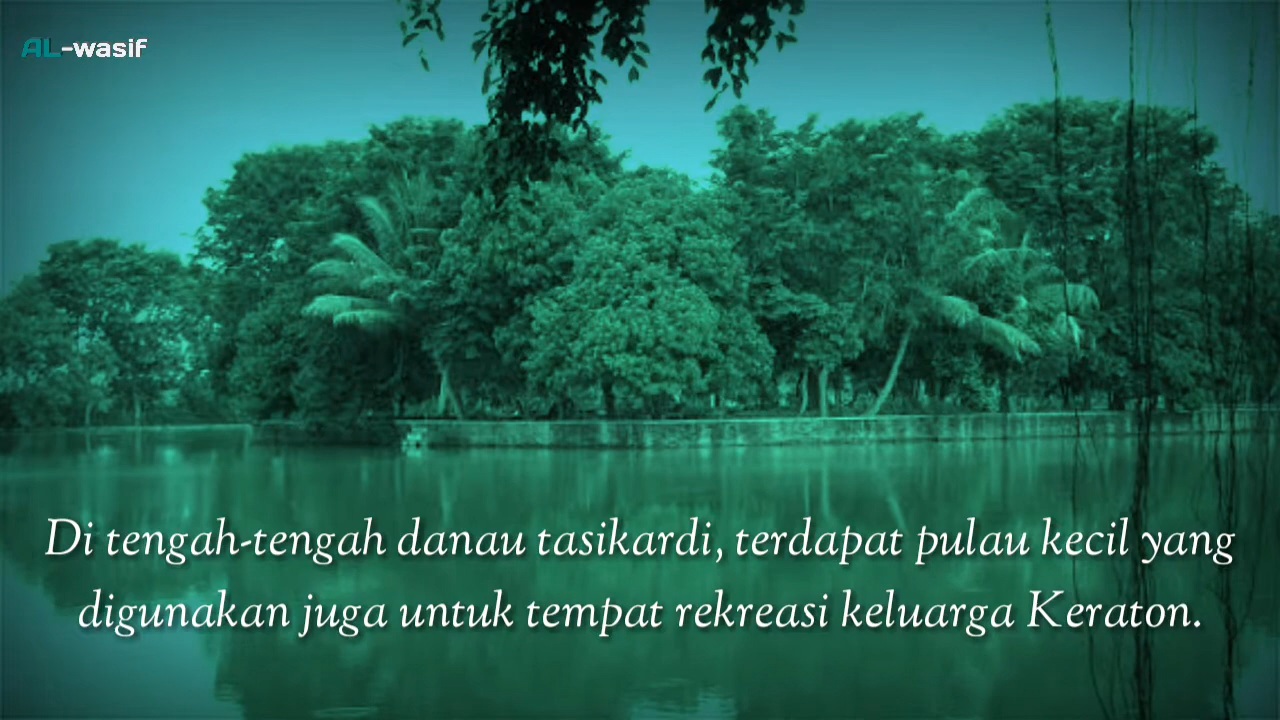 AL-wasif
Di tengah-tengah danau tasikardi, terdapat pulau kecil yang
digunakan juga untuk tempat rekreasi keluarga Keraton.